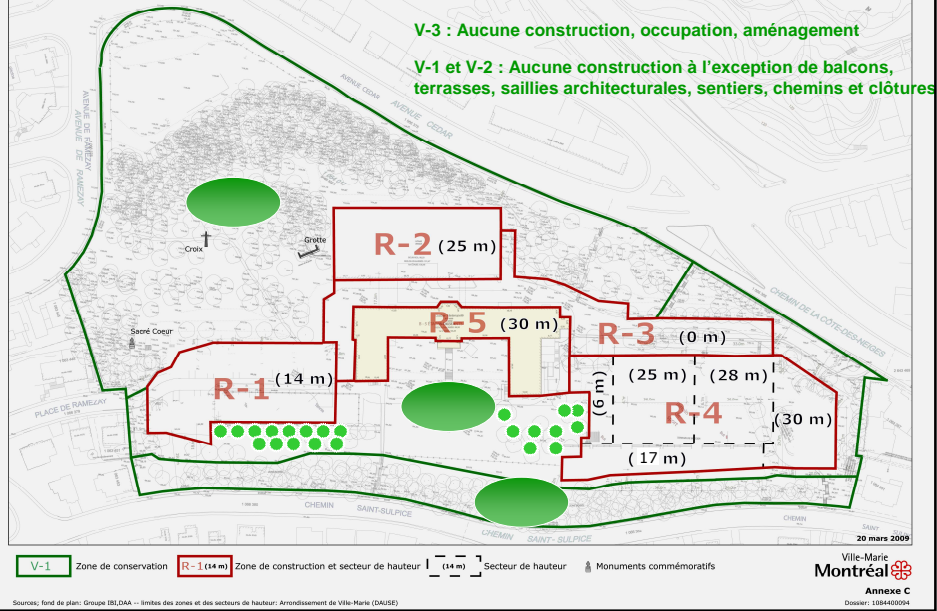 V-3 : Aucune construction, occupation, aménagement
V-1 et V-2 : Aucune construction à l'exception de balcons,
terrasses, saillies architecturales, sentiers, chemins et clôtures
AVENUE CEDAR
AVENUE CEDAR
AVENUE DE RAMEZAY
AVENUE DE RAMEZAY
Croix
Grotte
R-2 (25 m)
CHEMIN DE LA CÔTE-DES-NEIGES
Sacré Coeur
R-5 (30 m)
R-3 (0 m)
R-1 (14 m)
(9 m)
(25 m)
(28 m)
R-4
(30 m)
(17 m)
PLACE DE RAMEZAY
CHEMIN SAINT-SULPICE
CHEMIN SAINT-SULPICE
CHEMIN
SAINT
20 mars 2009
V-1 Zone de conservation
R-1 (14 m) Zone de construction et secteur de hauteur
(14 m) Secteur de hauteur
Monuments commémoratifs
Ville-Marie
Montréal
Annexe C
Sources; fond de plan: Groupe IBI,DAA -- limites des zones et des secteurs de hauteur: Arrondissement de Ville-Marie (DAUSE)
Dossier: 1084400094